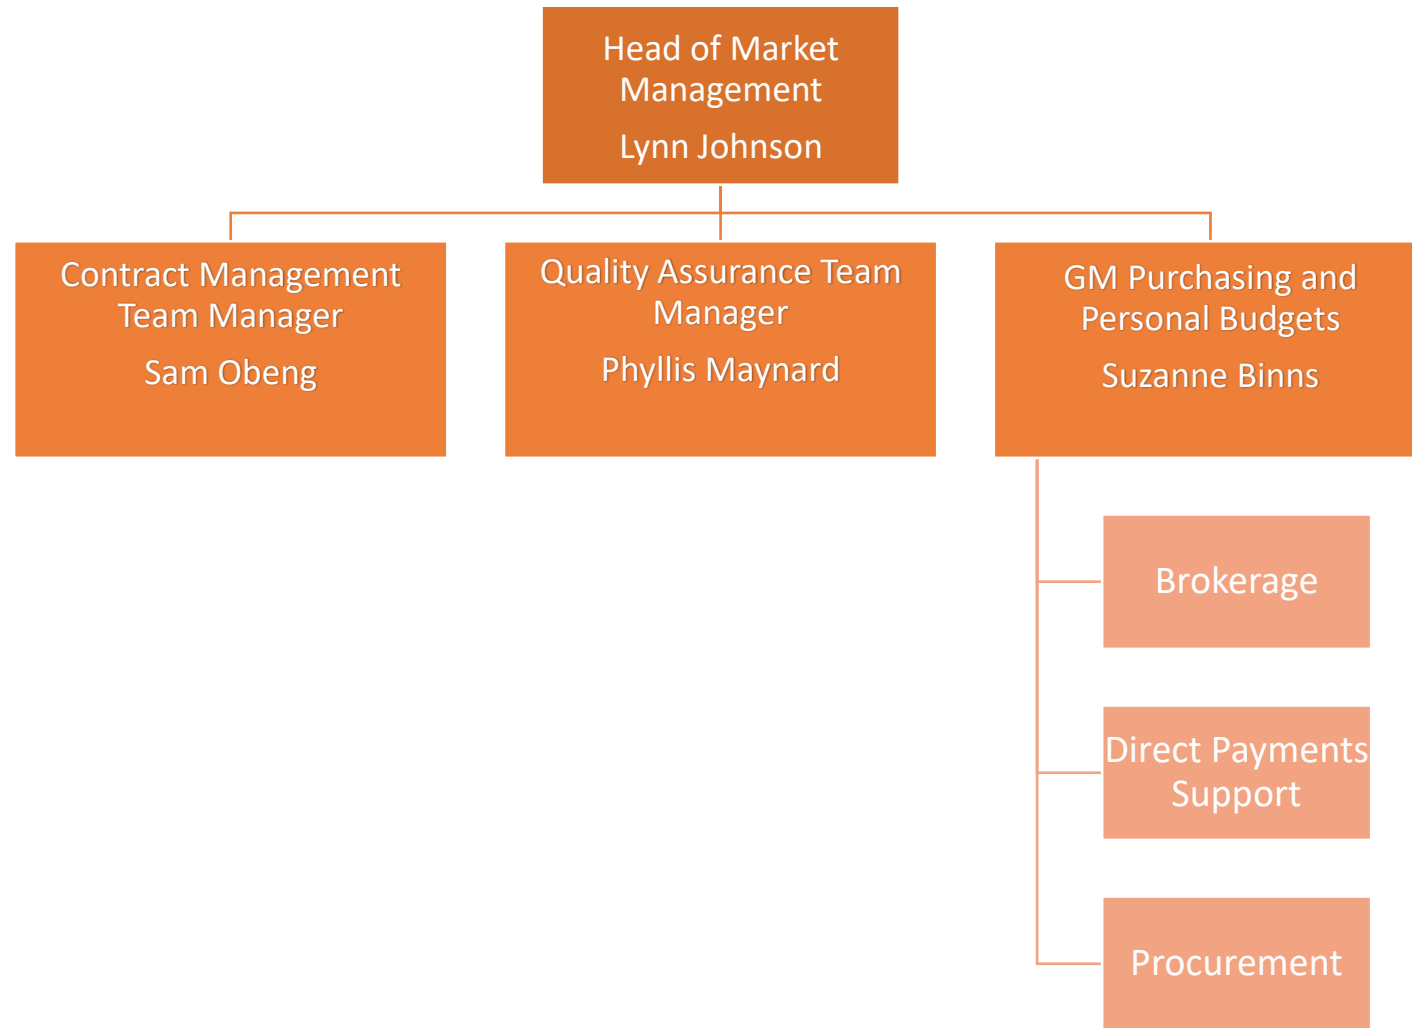 Head of Market
Management
Lynn Johnson
Contract Management
Team Manager
Sam Obeng
Quality Assurance Team
Manager
Phyllis Maynard
GM Purchasing and
Personal Budgets
Suzanne Binns
Brokerage
Direct Payments
Support
Procurement